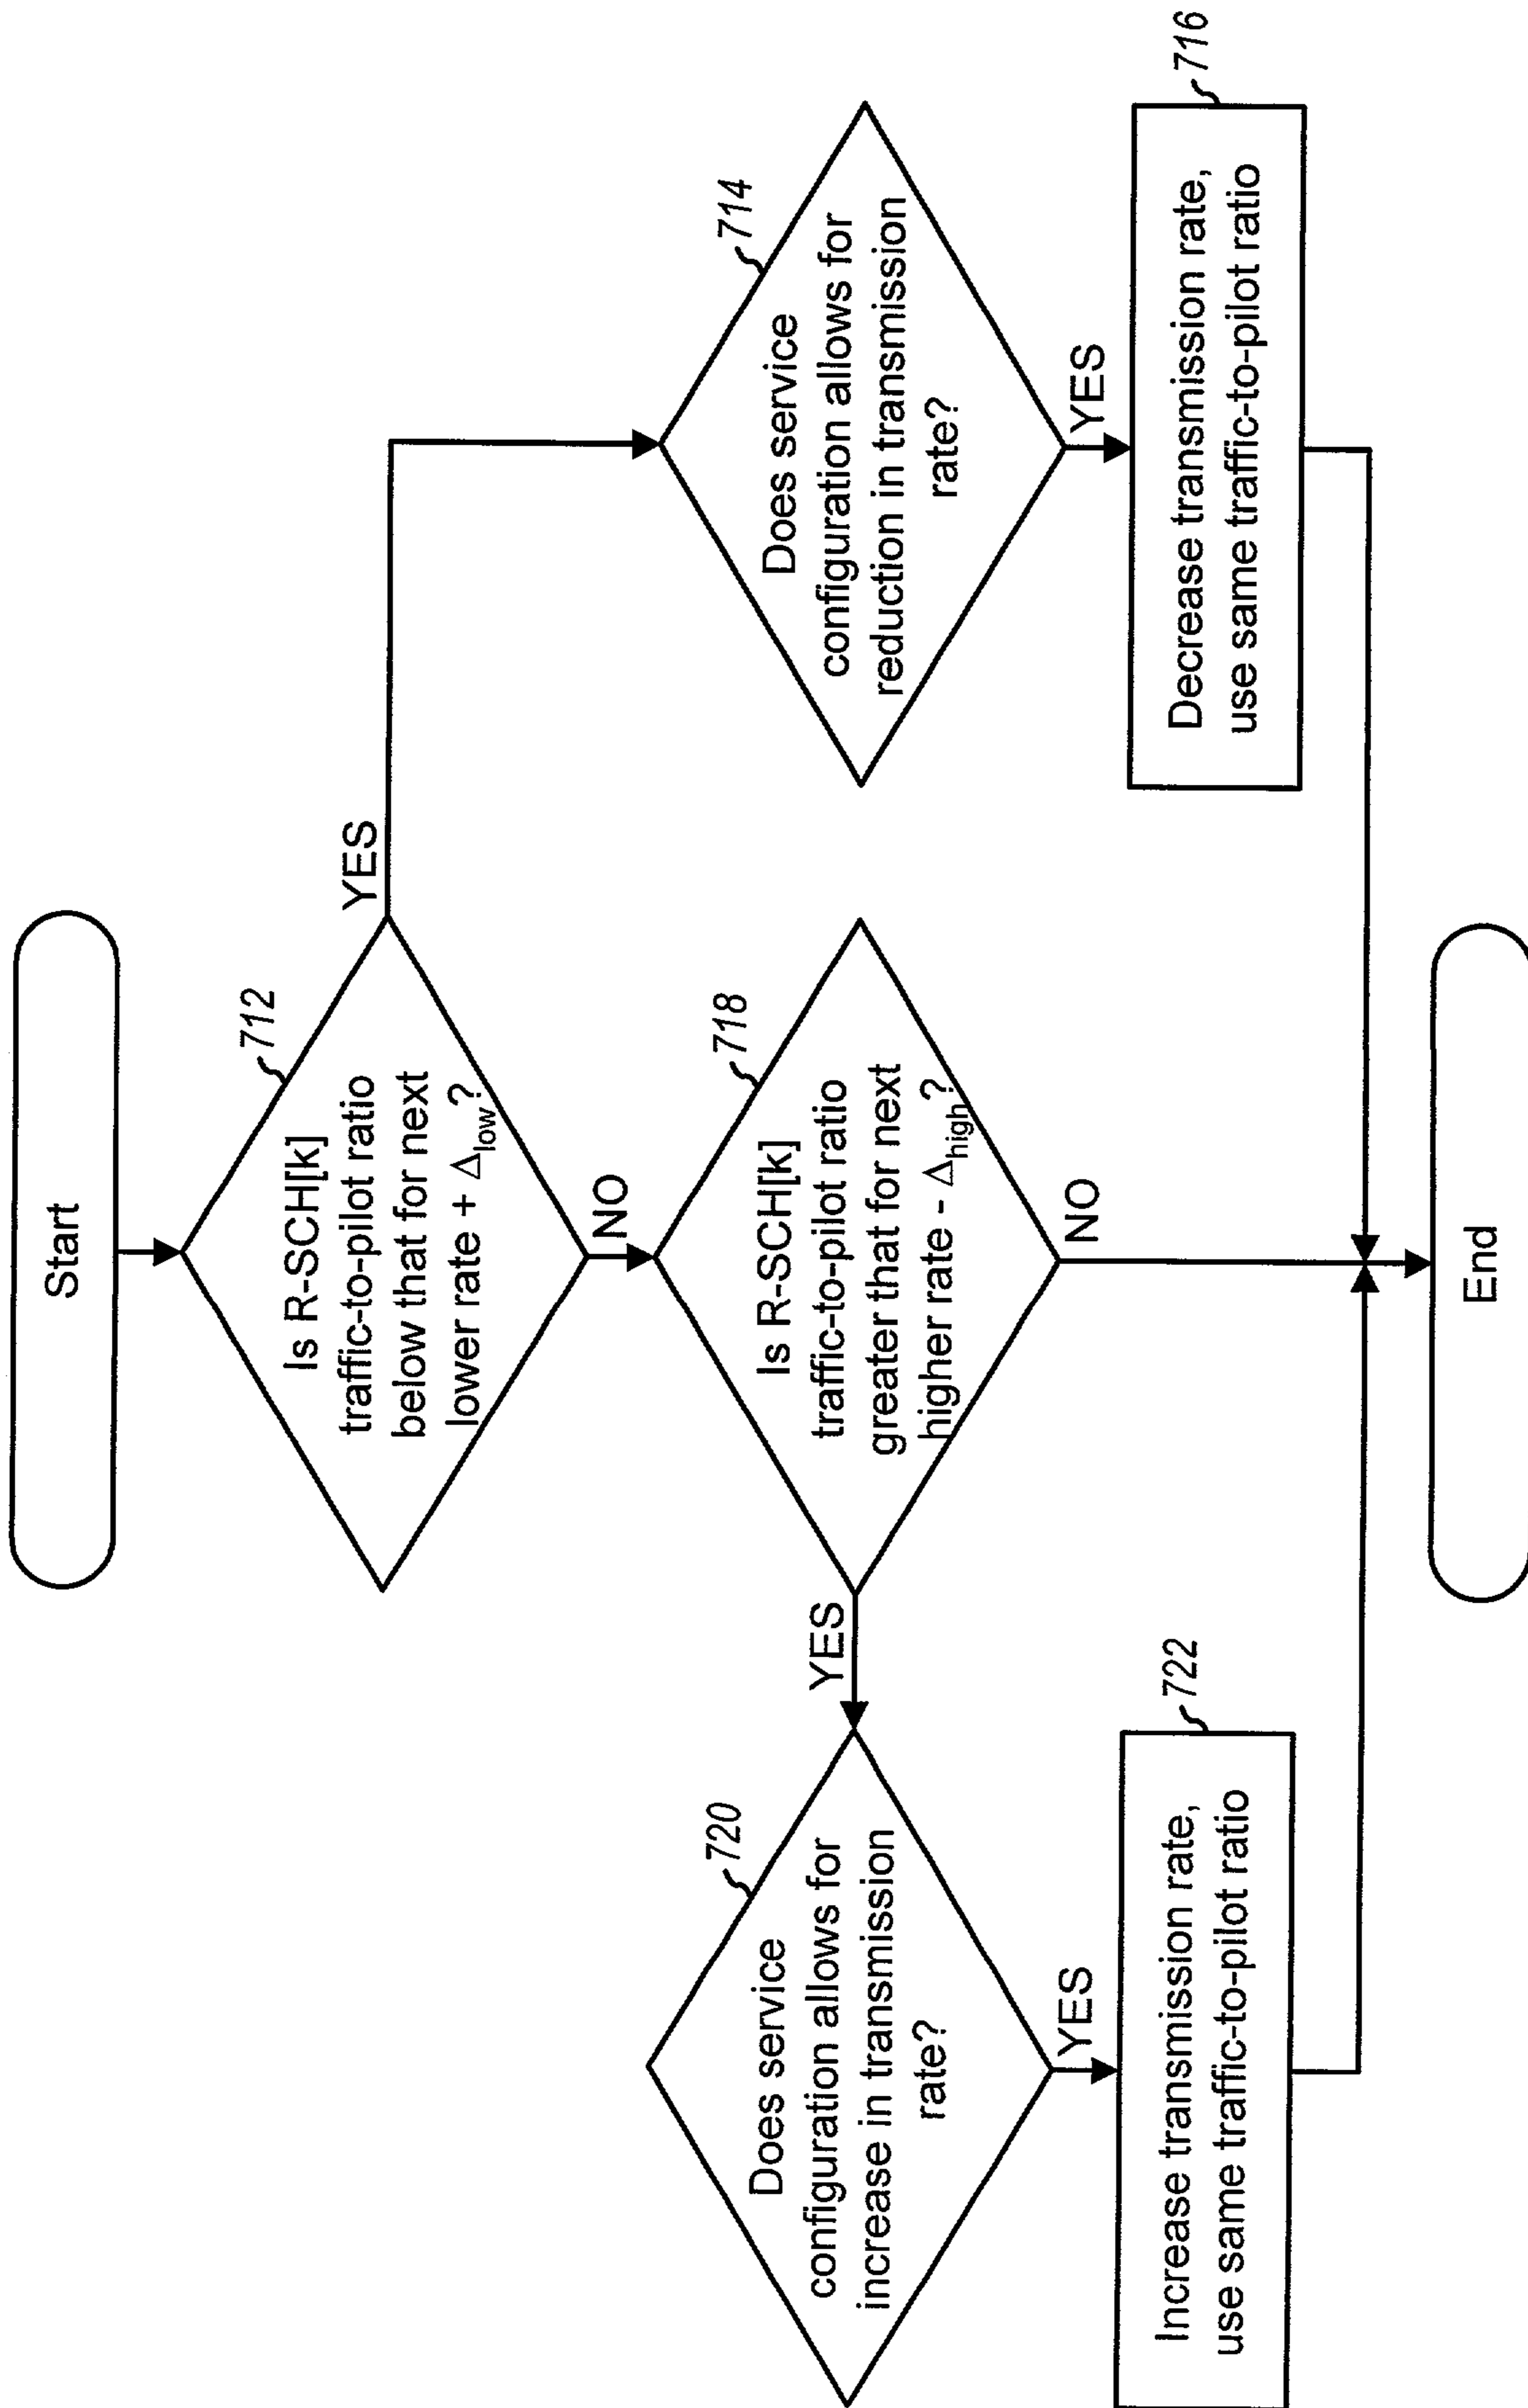 Start
712
Is R-SCH[k]
traffic-to-pilot ratio
below that for next
lower rate + Δlow?
YES
NO
714
Does service
configuration allows for
reduction in transmission
rate?
YES
716
Decrease transmission rate,
use same traffic-to-pilot ratio
718
Is R-SCH[k]
traffic-to-pilot ratio
greater that for next
higher rate - Δhigh?
YES
NO
720
Does service
configuration allows for
increase in transmission
rate?
YES
722
Increase transmission rate,
use same traffic-to-pilot ratio
End